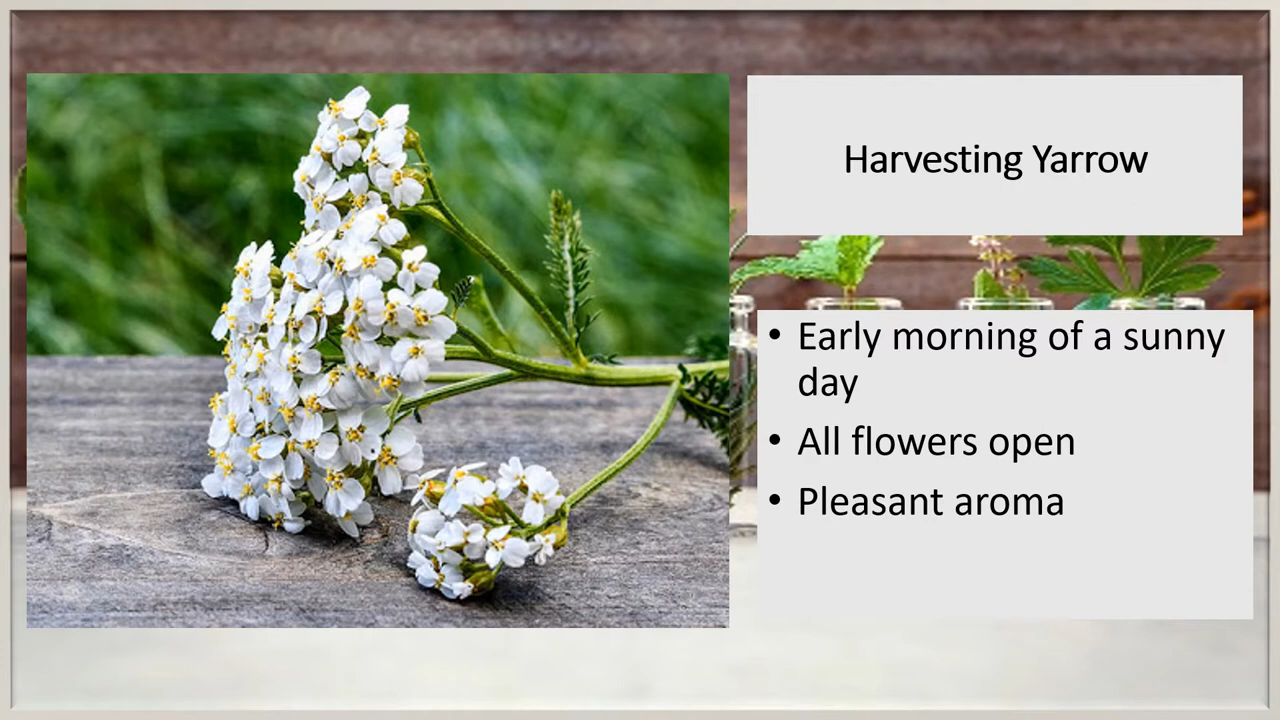 Harvesting Yarrow
• Early morning of a sunny
day
• All flowers open
• Pleasant aroma